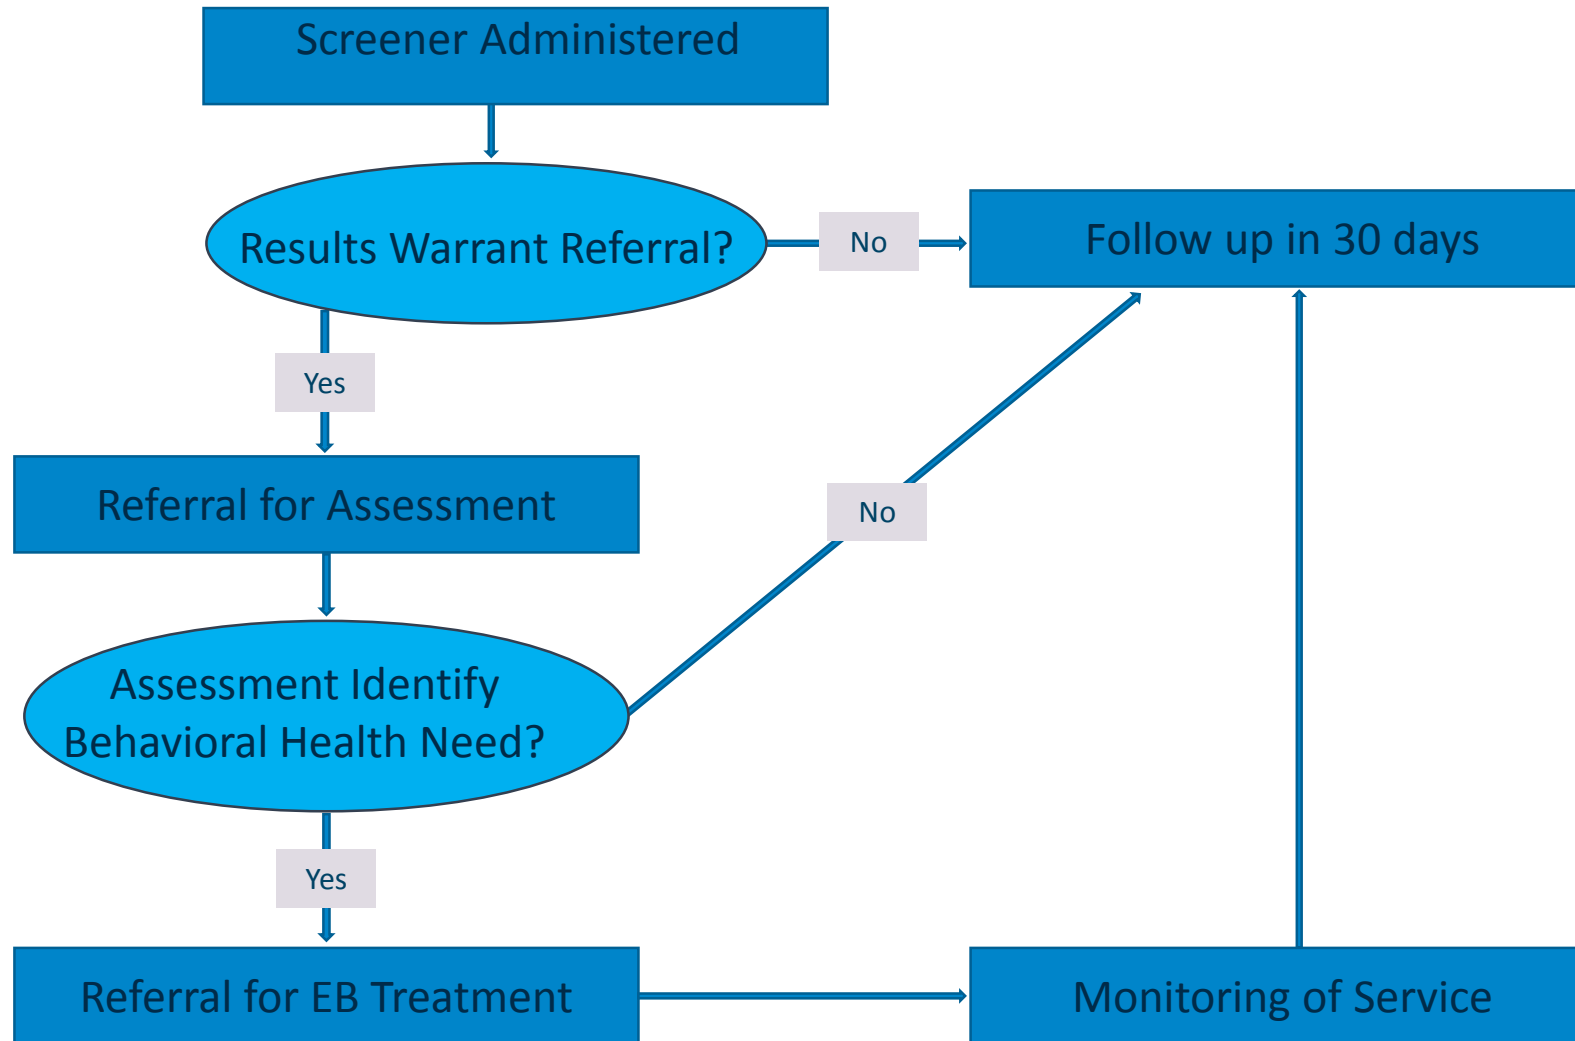 Screener Administered
Results Warrant Referral?
No
Follow up in 30 days
Yes
Referral for Assessment
No
Assessment Identify
Behavioral Health Need?
Yes
Referral for EB Treatment
Monitoring of Service